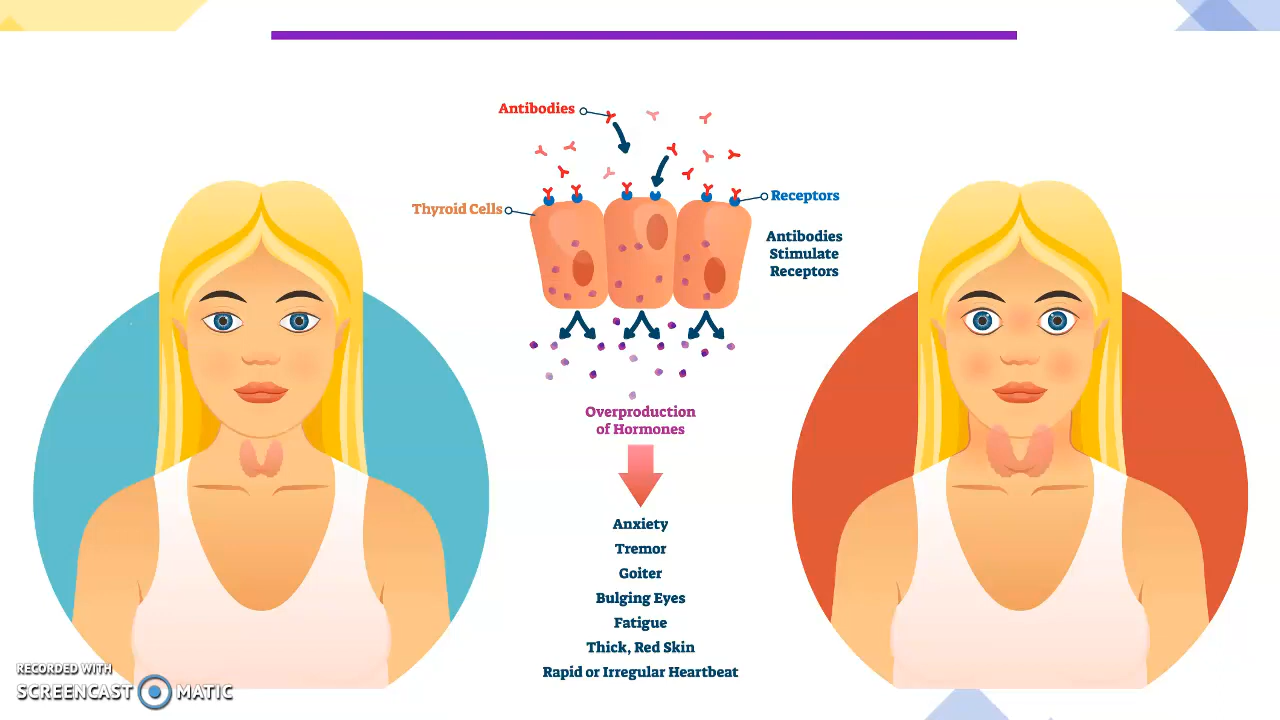 Antibodies
Thyroid Cells
Receptors
Antibodies
Stimulate
Receptors
Overproduction
of Hormones
Anxiety
Tremor
Goiter
Bulging Eyes
Fatigue
Thick, Red Skin
Rapid or Irregular Heartbeat
RECORDED WITH
SCREENCAST MATIC